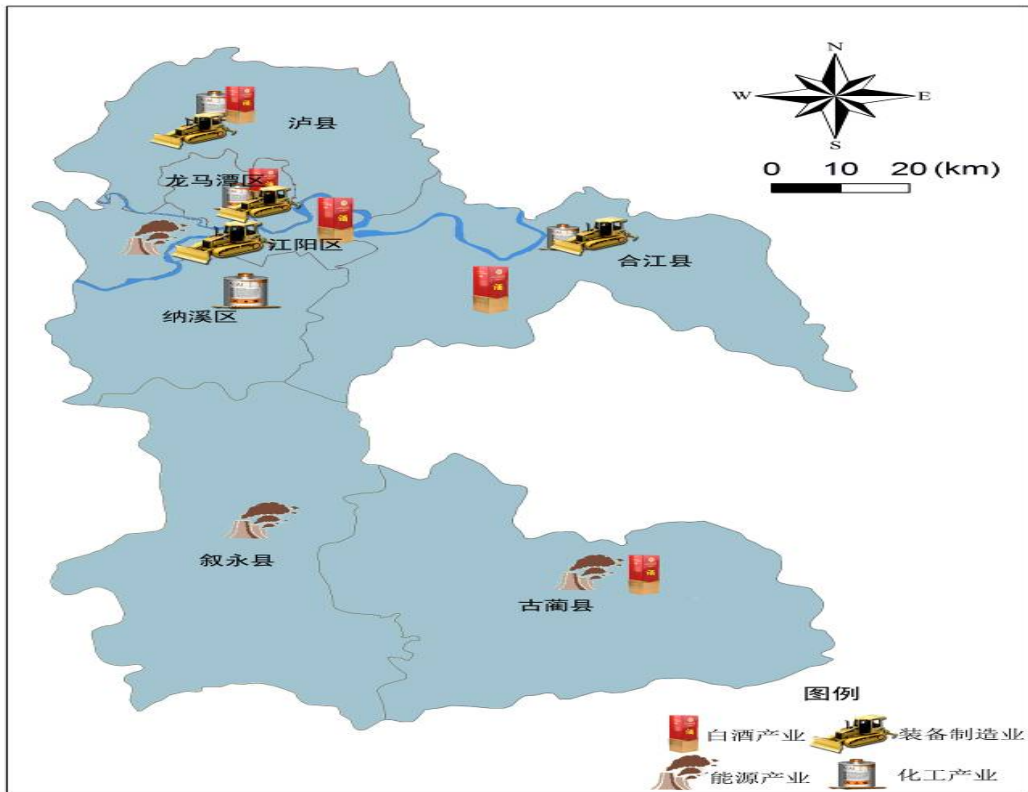 N
W E
S
0 10 20 (km)
泸县
龙马潭区
江阳区
合江县
纳溪区
叙永县
古蔺县
图例
白酒产业 装备制造业
能源产业 化工产业